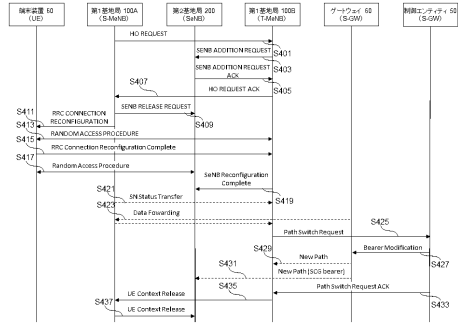 端末装置 60
(UE)
第1基地局 100A
(S-MeNB)
第2基地局 200
(SeNB)
第1基地局 100B
(T-MeNB)
ゲートウェイ 60
(S-GW)
制御エンティティ 50
(S-GW)
HO REQUEST
S401
SENB ADDITION REQUEST
S403
SENB ADDITION REQUEST
ACK
S405
S407
HO REQUEST ACK
SENB RELEASE REQUEST
S409
S411
RRC CONNECTION
RECONFIGURATION
S413
RANDOM ACCESS PROCEDURE
S415
RRC Connection Reconfiguration Complete
S417
Random Access Procedure
SeNB Reconfiguration
Complete
S419
S421
SN Status Transfer
S423
Data Fowarding
S425
Path Switch Request
Bearer Modification
S427
S429
New Path
S431
New Path (SCG bearer)
Path Switch Request ACK
S433
S435
UE Context Release
S437
UE Context Release